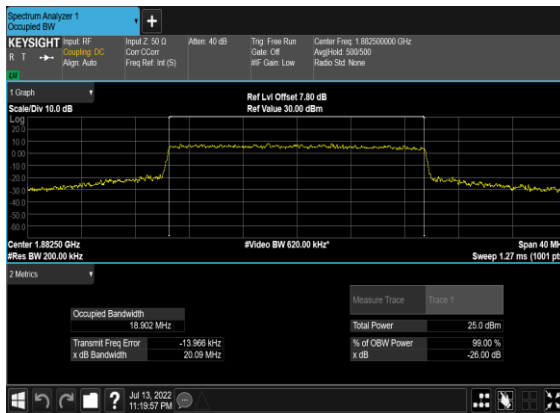 Spectrum Analyzer 1
Occupied BW
KEYSIGHT Input: RF Input Z: 50 Ω Atten: 40 dB Trig: Free Run Center Freq: 1.882500000 GHz
R T Coupling: DC Corr CCorr Gate: Off Avg|Hold: 500/500
Align: Auto Freq Ref: Int (S) #IF Gain: Low Radio Std: None
1 Graph
Ref Lvl Offset 7.80 dB
Scale/Div 10.0 dB Ref Value 30.00 dBm
Log
20.0
10.0
0.00
-10.0
-20.0
-30.0
-40.0
-50.0
-60.0
Center 1.88250 GHz #Video BW 620.00 kHz* Span 40 MH
#Res BW 200.00 kHz Sweep 1.27 ms (1001 pt
2 Metrics
Measure Trace Trace 1
Occupied Bandwidth
18.902 MHz Total Power 25.0 dBm
Transmit Freq Error -13.966 kHz % of OBW Power 99.00 %
x dB Bandwidth 20.09 MHz x dB -26.00 dB
? Jul 13, 2022
11:19:57 PM